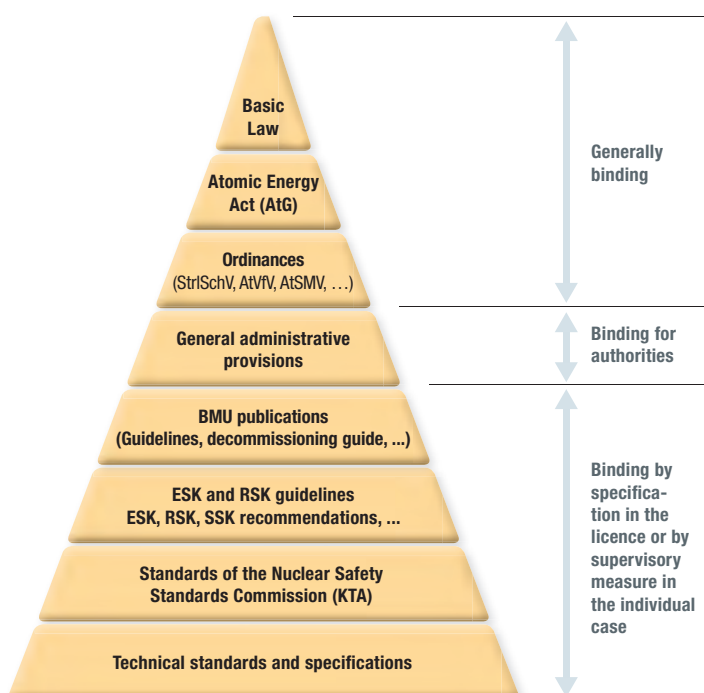 Basic
Law
Atomic Energy
Act (AtG)
Ordinances
(StrlSchV, AtVfV, AtSMV, …)
General administrative
provisions
BMU publications
(Guidelines, decommissioning guide, ...)
ESK and RSK guidelines
ESK, RSK, SSK recommendations, ...
Standards of the Nuclear Safety
Standards Commission (KTA)
Technical standards and specifications
Generally
binding
Binding for
authorities
Binding by
specifica-
tion in the
licence or by
supervisory
measure in
the individual
case